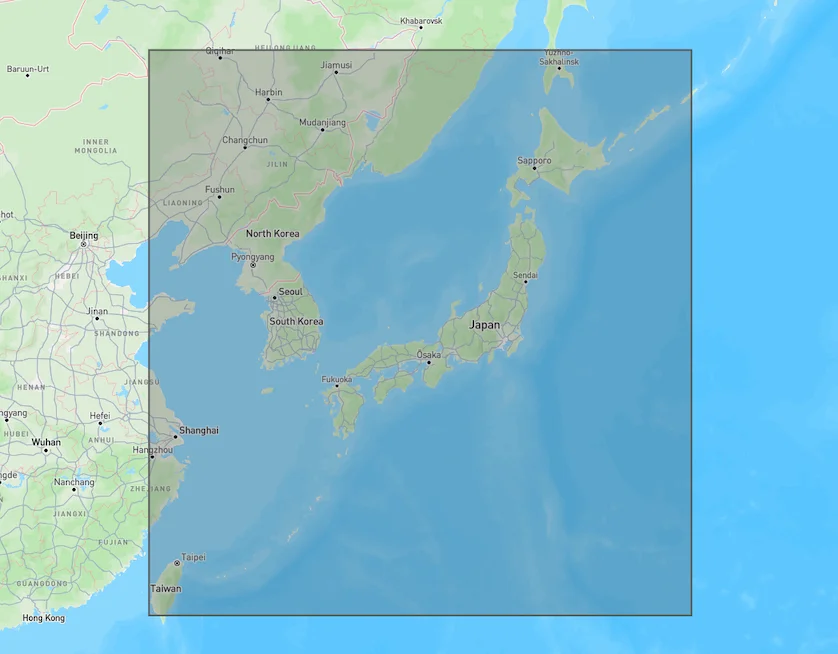 Khabarovsk
Qiqihar
HEILONGJIANG
Yuzhno-
Sakhalinsk
Baruun-Urt
Jiamusi
Harbin
Mudanjiang
INNER
MONGOLIA
Changchun
JILIN
Sapporo
Fushun
LIAONING
hot
Beijing
North Korea
Pyongyang
HEBEI
SHANXI
Sendai
Seoul
Jinan
South Korea
Japan
SHANDONG
Ōsaka
Fukuoka
JIANGSU
HENAN
ngyang
Hefei
Shanghai
HUBEI
ANHUI
Wuhan
Hangzhou
ngde
Nanchang
ZHEJIANG
JIANGXI
FUJIAN
Taipei
GUANGDONG
Taiwan
Hong Kong